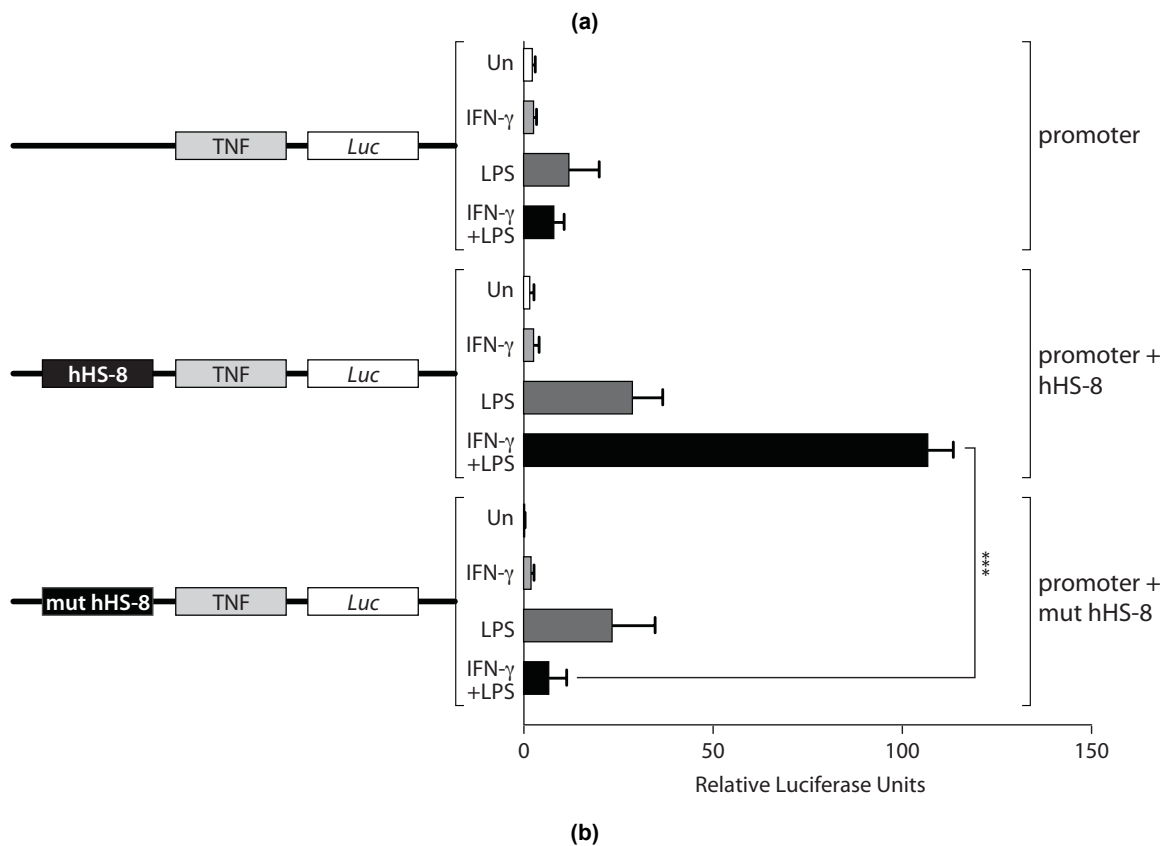 (a)
Un
IFN-γ
LPS
IFN-γ
+LPS
TNF
Luc
promoter
Un
IFN-γ
LPS
IFN-γ
+LPS
hHS-8
TNF
Luc
promoter +
hHS-8
Un
IFN-γ
LPS
IFN-γ
+LPS
mut hHS-8
TNF
Luc
***
promoter +
mut hHS-8
0
50
100
150
Relative Luciferase Units
(b)